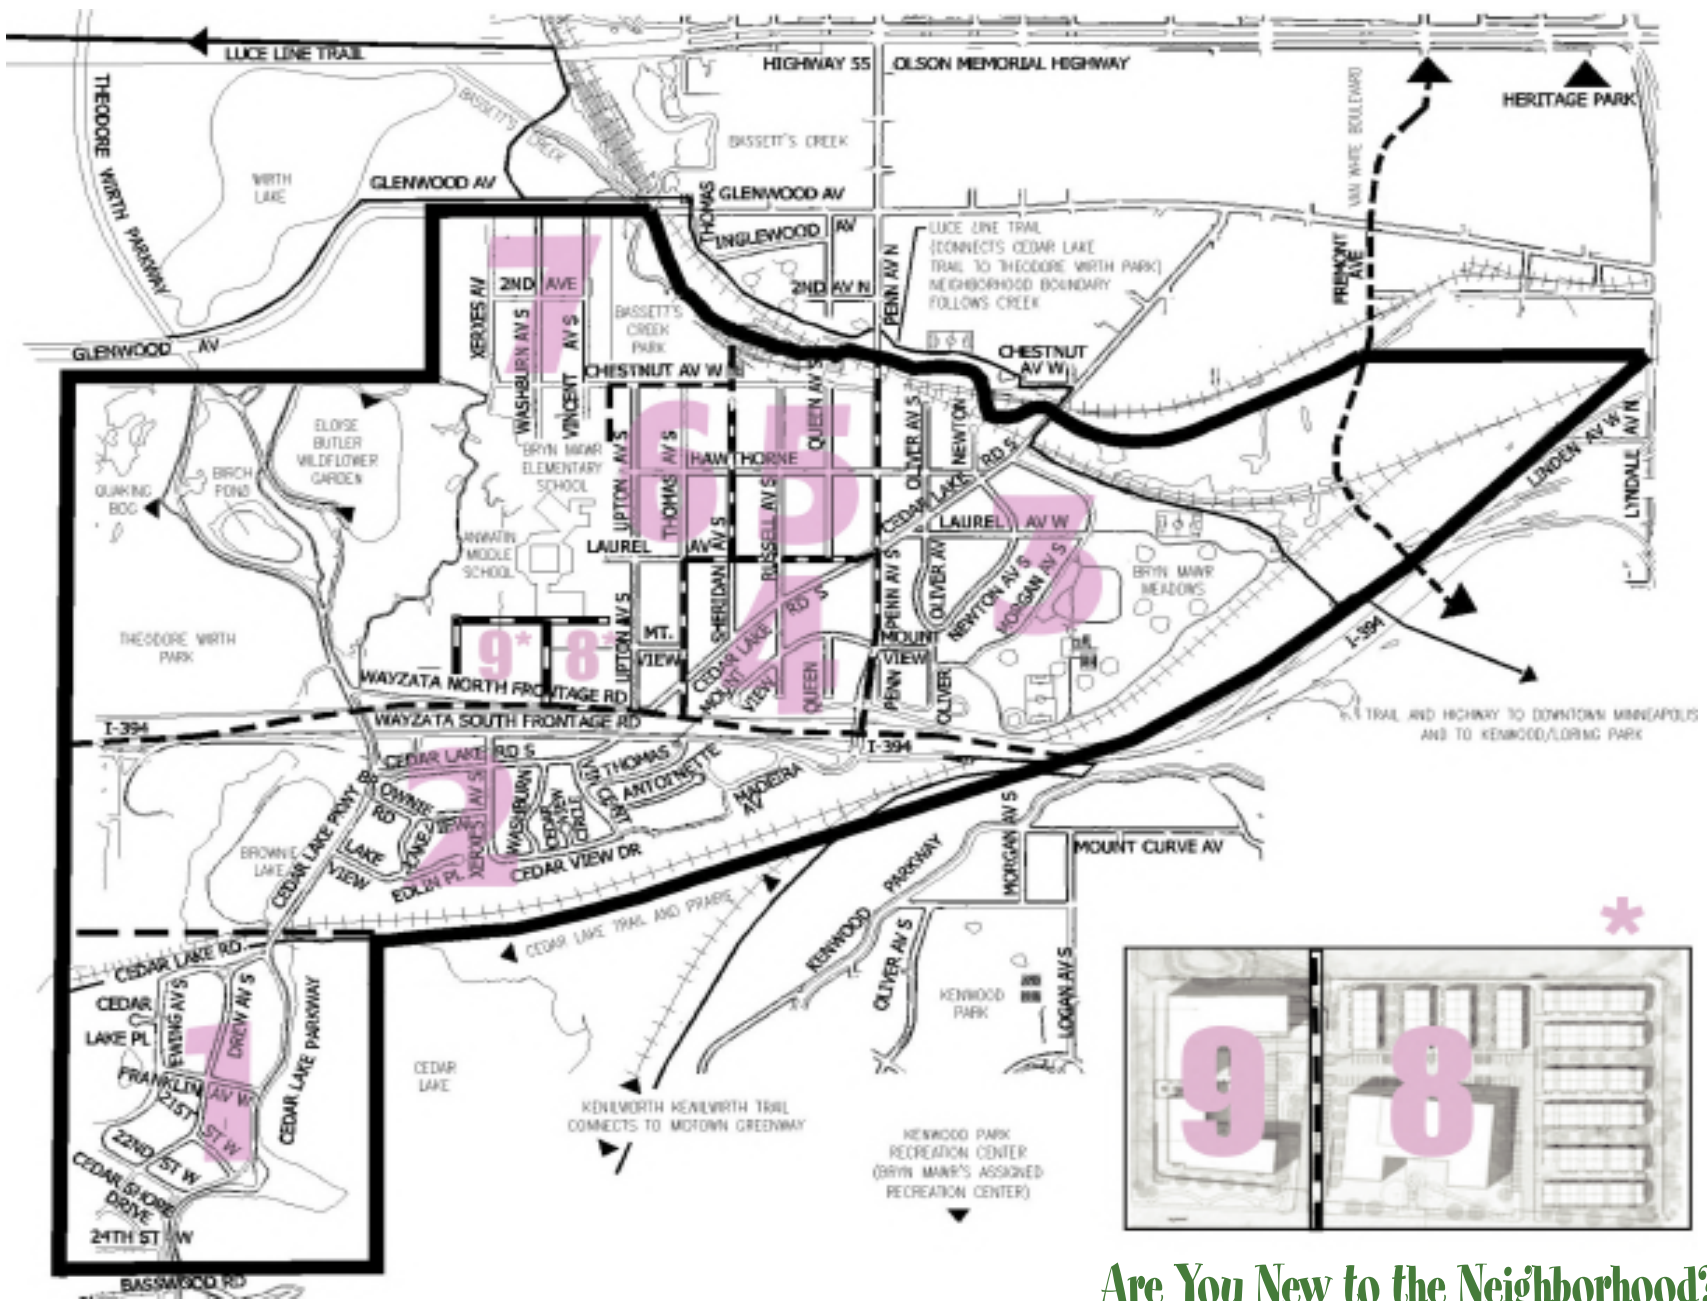 LUCE LINE TRAIL
HIGHWAY 55
OLSON MEMORIAL HIGHWAY
HERITAGE PARK
THEODORE WIRTH PARKWAY
BASSETT'S
CREEK
BASSETT'S CREEK
VAN WHITE BOULEVARD
WIRTH
LAKE
GLENWOOD AV
GLENWOOD AV
THOMAS
INGLEWOOD AV
LUCE LINE TRAIL
(CONNECTS CEDAR LAKE
TRAIL TO THEODORE WIRTH PARK)
NEIGHBORHOOD BOUNDARY
FOLLOWS CREEK
PENN AV N
FREMONT
AVE
7
2ND AVE
2ND AV N
XERXES AV
WASHBURN AV S
VINCENT AV S
BASSETT'S
CREEK
PARK
GLENWOOD AV
CHESTNUT AV W
CHESTNUT
AV W
QUEEN AV S
ELOISE
BUTLER
WILDFLOWER
GARDEN
6
5
OLIVER AV S
NEWTON
LINDEN AV W
LYNDALE AV N
BRYN MAWR
ELEMENTARY
SCHOOL
UPTON AV S
THOMAS AV S
HAWTHORNE
RUSSELL AV S
CEDAR LAKE RD S
BIRCH
POND
QUAKING
BOG
3
LAUREL AV W
ANWATIN
MIDDLE
SCHOOL
LAUREL AV
SHERIDAN AV S
PENN AV S
OLIVER AV
NEWTON AV S
MORGAN AV S
BRYN MAWR
MEADOWS
4
CEDAR LAKE RD S
THEODORE WIRTH
PARK
9*
8*
UPTON AV S
MT.
VIEW
MOUNT
VIEW
QUEEN
MOUNT
VIEW
PENN
OLIVER
I-394
WAYZATA NORTH FRONTAGE RD
WAYZATA SOUTH FRONTAGE RD
I-394
I-394
TRAIL AND HIGHWAY TO DOWNTOWN MINNEAPOLIS
AND TO KENWOOD/LORING PARK
2
CEDAR LAKE RD S
THOMAS
ANTOINETTE
MADEIRA
AV
BROWNIE
RD
LAKE
VIEW
LAKE
XERXES AV S
WASHBURN
CEDAR
VIEW
CIRCLE
VINCENT
EDLIN PL
CEDAR VIEW DR
BROWNIE
LAKE
CEDAR LAKE PKWY
CEDAR LAKE TRAIL AND PRAIRIE
MORGAN AV S
MOUNT CURVE AV
KENWOOD PARKWAY
OLIVER AV S
LOGAN AV S
KENWOOD
PARK
CEDAR LAKE RD
CEDAR
LAKE PL
EWING AV S
DREW AV S
CEDAR LAKE PARKWAY
1
FRANKLIN AV W
21ST
ST W
22ND ST W
CEDAR SHORE
DRIVE
24TH ST W
BASSWOOD RD
CEDAR
LAKE
KENILWORTH KENILWIRTH TRAIL
CONNECTS TO MIDTOWN GREENWAY
KENWOOD PARK
RECREATION CENTER
(BRYN MAWR'S ASSIGNED
RECREATION CENTER)
*
9
8
Are You New to the Neighborhood?